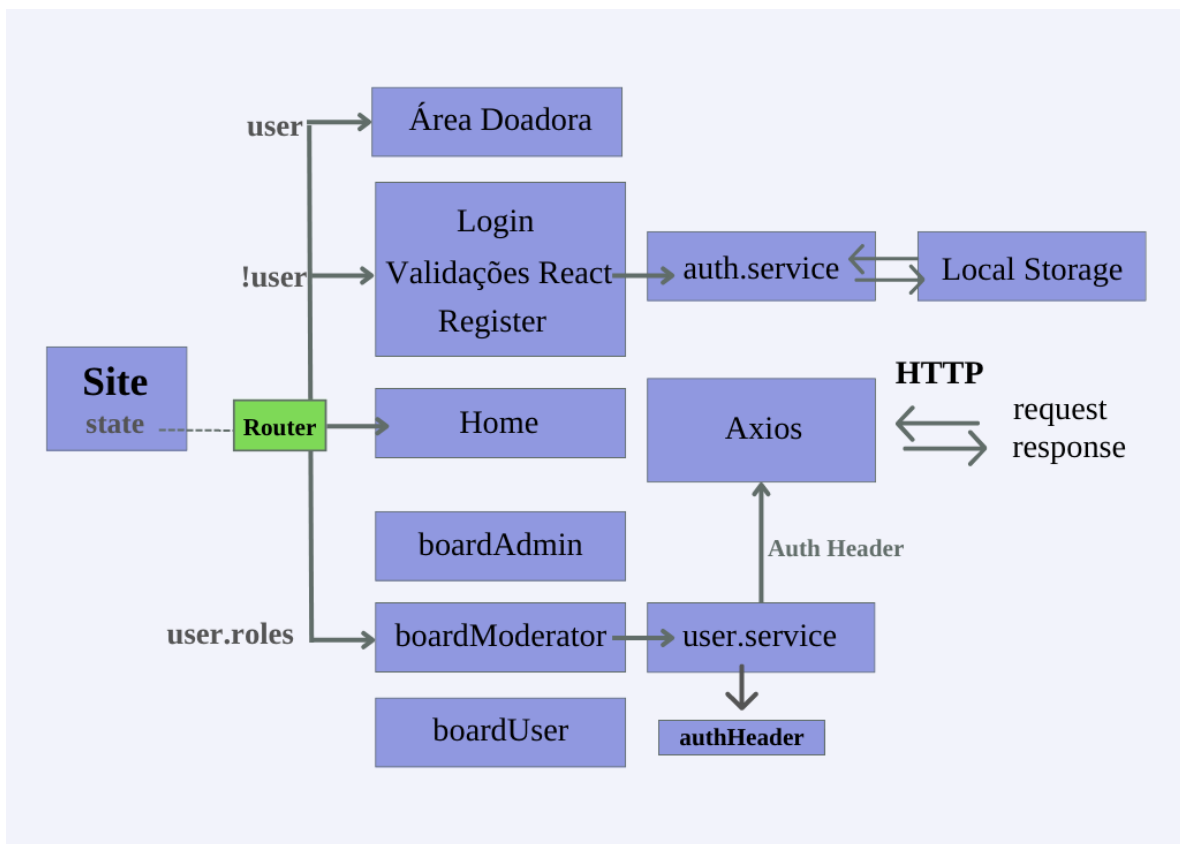 user
Área Doadora
!user
Login
Validações React
Register
auth.service
Local Storage
Site
state
Router
Home
Axios
HTTP
request
response
boardAdmin
Auth Header
user.roles
boardModerator
user.service
boardUser
authHeader